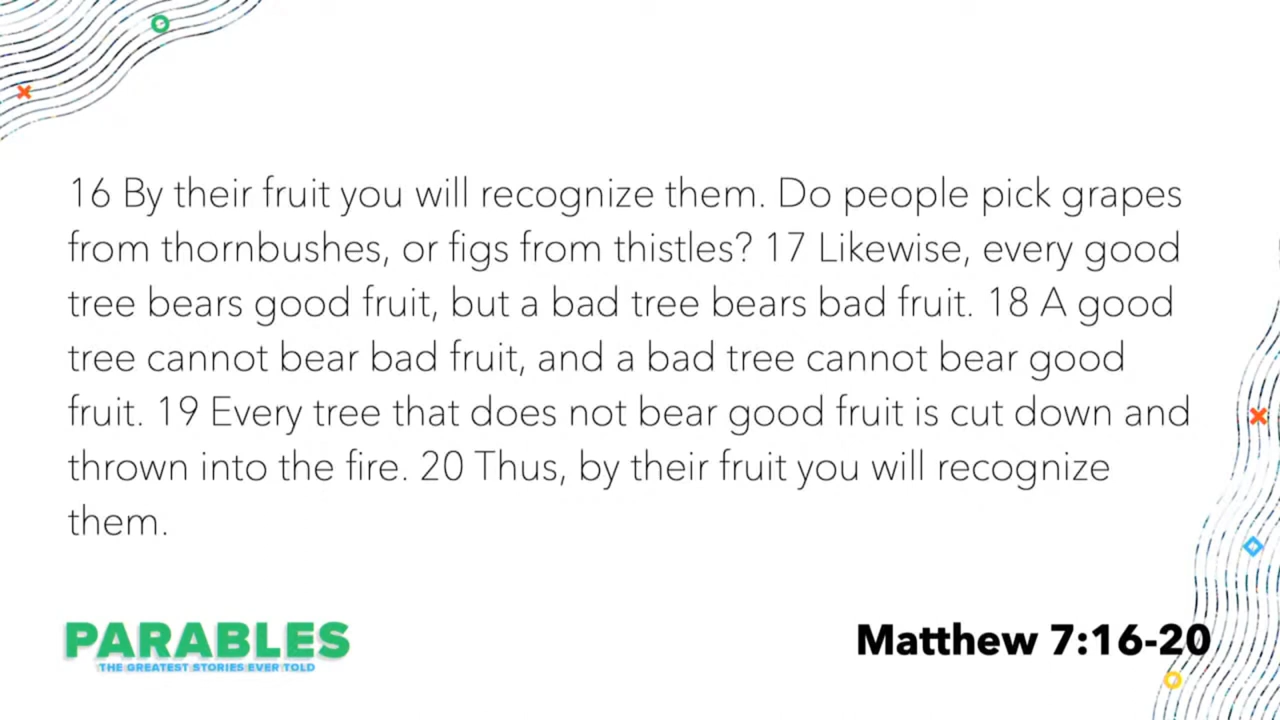 16 By their fruit you will recognize them. Do people pick grapes
from thornbushes, or figs from thistles? 17 Likewise, every good
tree bears good fruit, but a bad tree bears bad fruit. 18 A good
tree cannot bear bad fruit, and a bad tree cannot bear good
fruit. 19 Every tree that does not bear good fruit is cut down and
thrown into the fire. 20 Thus, by their fruit you will recognize
them.
PARABLES
THE GREATEST STORIES EVER TOLD
Matthew 7:16-20